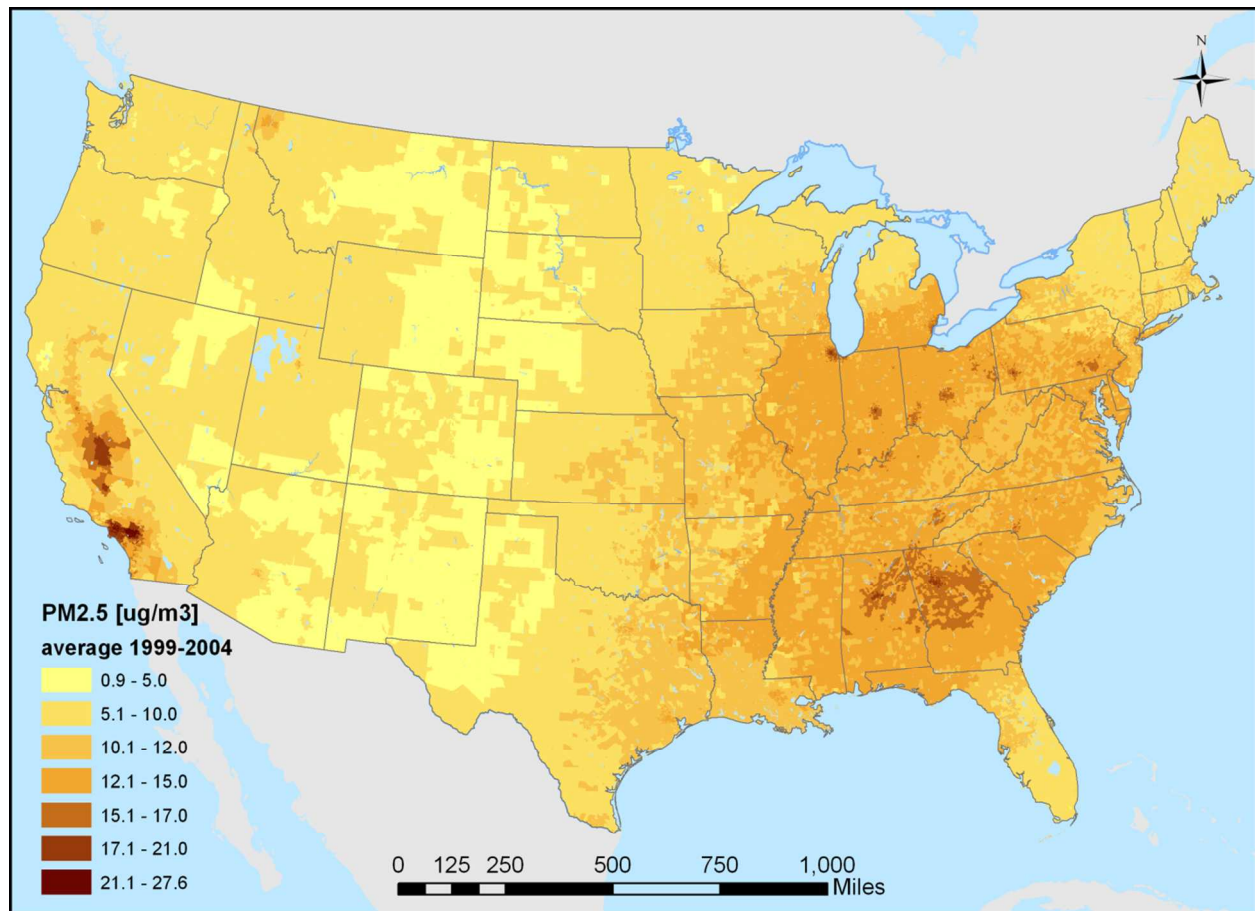 N
PM2.5 [ug/m3]
average 1999-2004
0.9 - 5.0
5.1 - 10.0
10.1 - 12.0
12.1 - 15.0
15.1 - 17.0
17.1 - 21.0
21.1 - 27.6
0 125 250 500 750 1,000
Miles